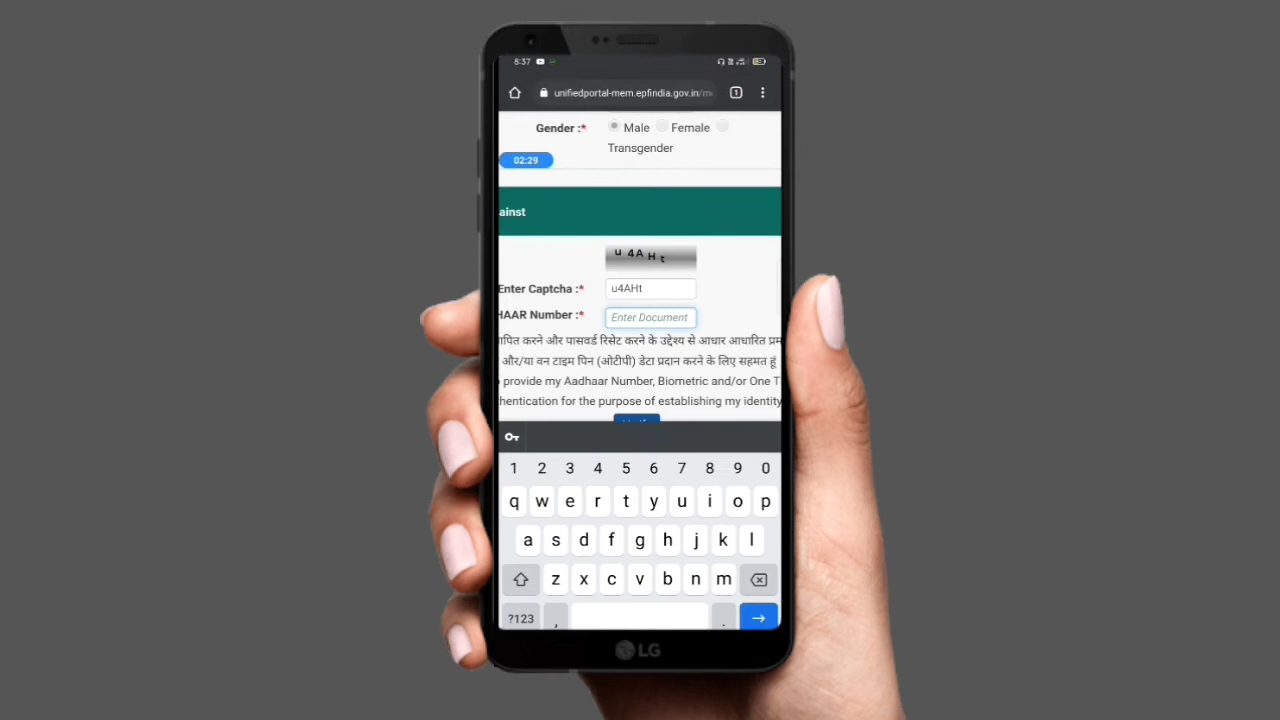 8:37
unifiedportal-mem.epfindia.gov.in/m
1
Gender :* Male Female
Transgender
02:29
ainst
u4AHt
Enter Captcha :* u4AHt
HAAR Number :* Enter Document
पित करने और पासवर्ड रिसेट करने के उद्देश्य से आधार आधारित प्रम
और/या वन टाइम पिन (ओटीपी) डेटा प्रदान करने के लिए सहमत हूं
provide my Aadhaar Number, Biometric and/or One T
hentication for the purpose of establishing my identity
1 2 3 4 5 6 7 8 9 0
q w e r t y u i o p
a s d f g h j k l
z x c v b n m
?123 , .
LG